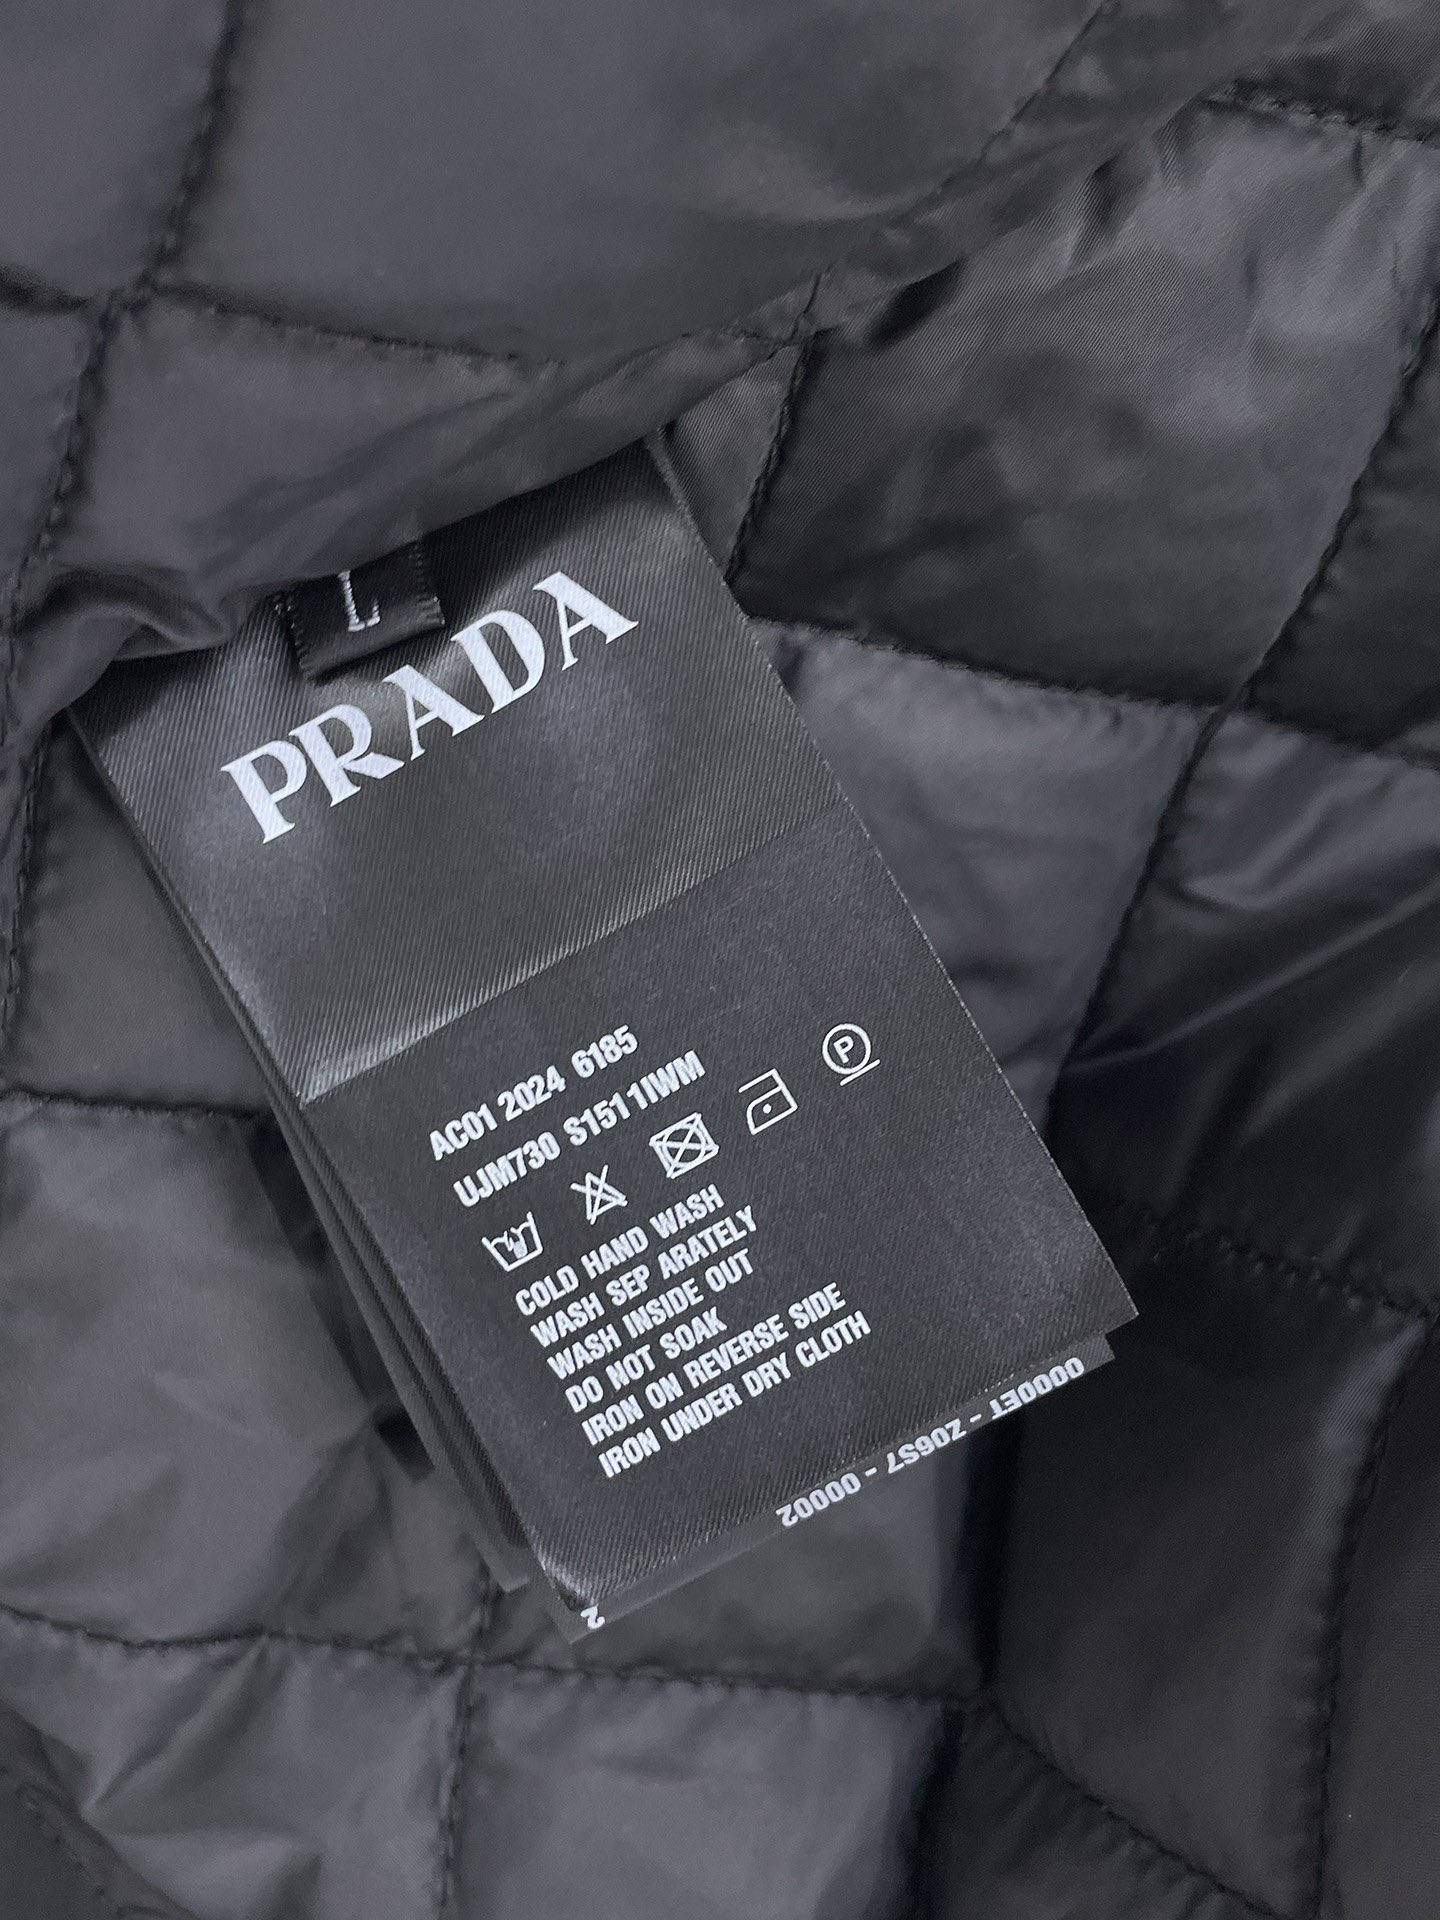 L
PRADA
AC01 2024 6185
UJM730 S151 1IWM
P
COLD HAND WASH
WASH SEP ARATELY
WASH INSIDE OUT
DO NOT SOAK
IRON ON REVERSE SIDE
IRON UNDER DRY CLOTH
0000ET - Z06S7 - 00002
2